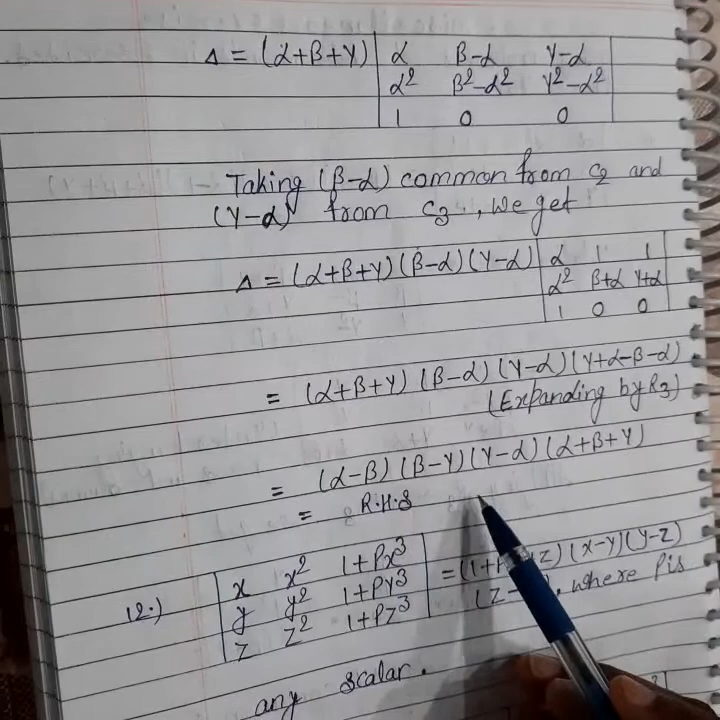 Δ = (α+β+γ) | α β-α γ-α |
| α² β²-α² γ²-α² |
| 1 0 0 |
Taking (β-α) common from c₂ and
(γ-α) from c₃, we get
Δ = (α+β+γ)(β-α)(γ-α) | α 1 1 |
| α² β+α γ+α |
| 1 0 0 |
= (α+β+γ)(β-α)(γ-α)(γ+α-β-α)
(Expanding by R₃)
= (α-β)(β-γ)(γ-α)(α+β+γ)
= R.H.S
12.) | x x² 1+Px³ | = (1+P z)(x-y)(y-z)
| y y² 1+Py³ | (z- ), where P is
| z z² 1+Pz³ |
any scalar.